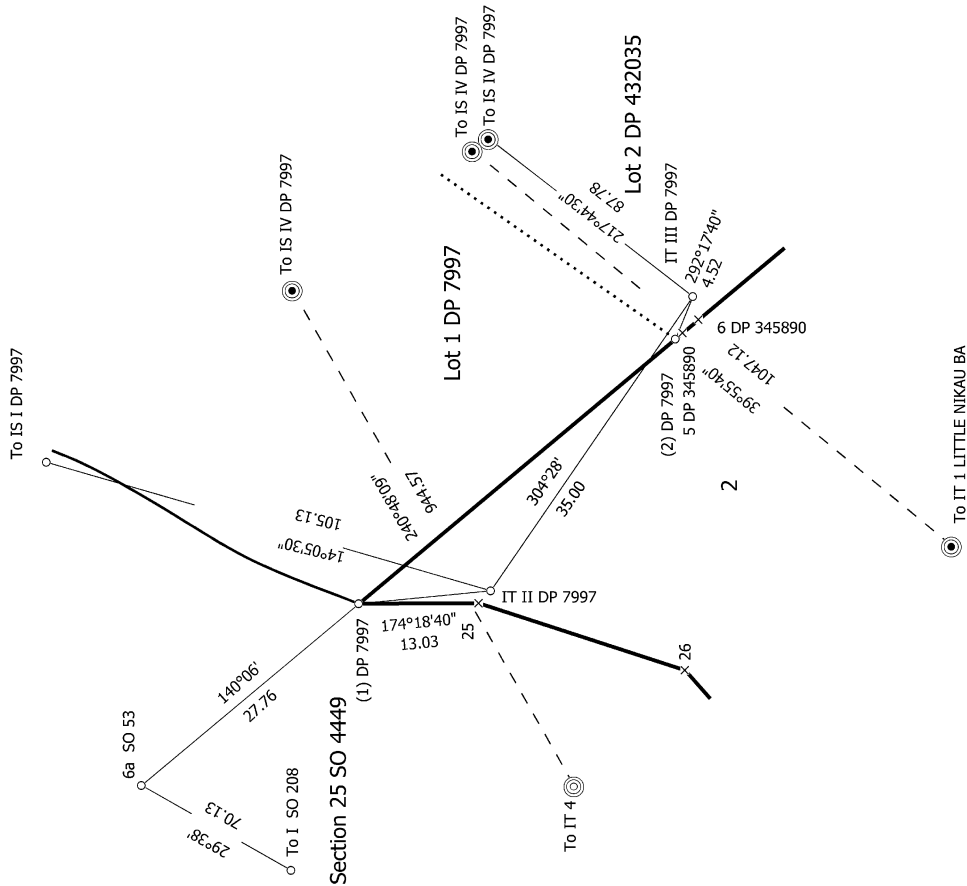 To IS IV DP 7997
To IS IV DP 7997
Lot 2 DP 432035
87.78
217°44'30"
IT III DP 7997
292°17'40"
4.52
To IS IV DP 7997
Lot 1 DP 7997
To IS I DP 7997
6 DP 345890
1047.12
39°55'40"
(2) DP 7997
5 DP 345890
To IT 1 LITTLE NIKAU BA
2
304°28'
35.00
944.57
240°48'09"
105.13
14°05'30"
IT II DP 7997
174°18'40"
13.03
25
26
(1) DP 7997
140°06'
27.76
6a SO 53
Section 25 SO 4449
70.13
29°38'
To I SO 208
To IT 4